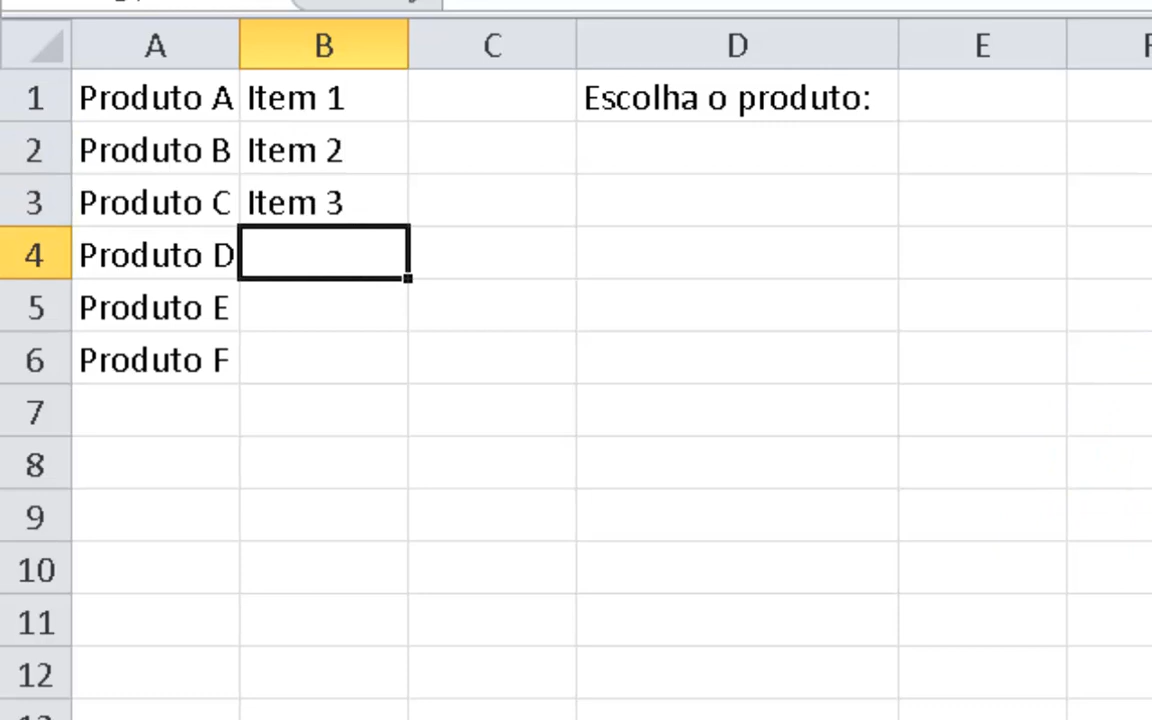 A B C D E
1 Produto A Item 1 Escolha o produto:
2 Produto B Item 2
3 Produto C Item 3
4 Produto D
5 Produto E
6 Produto F
7
8
9
10
11
12